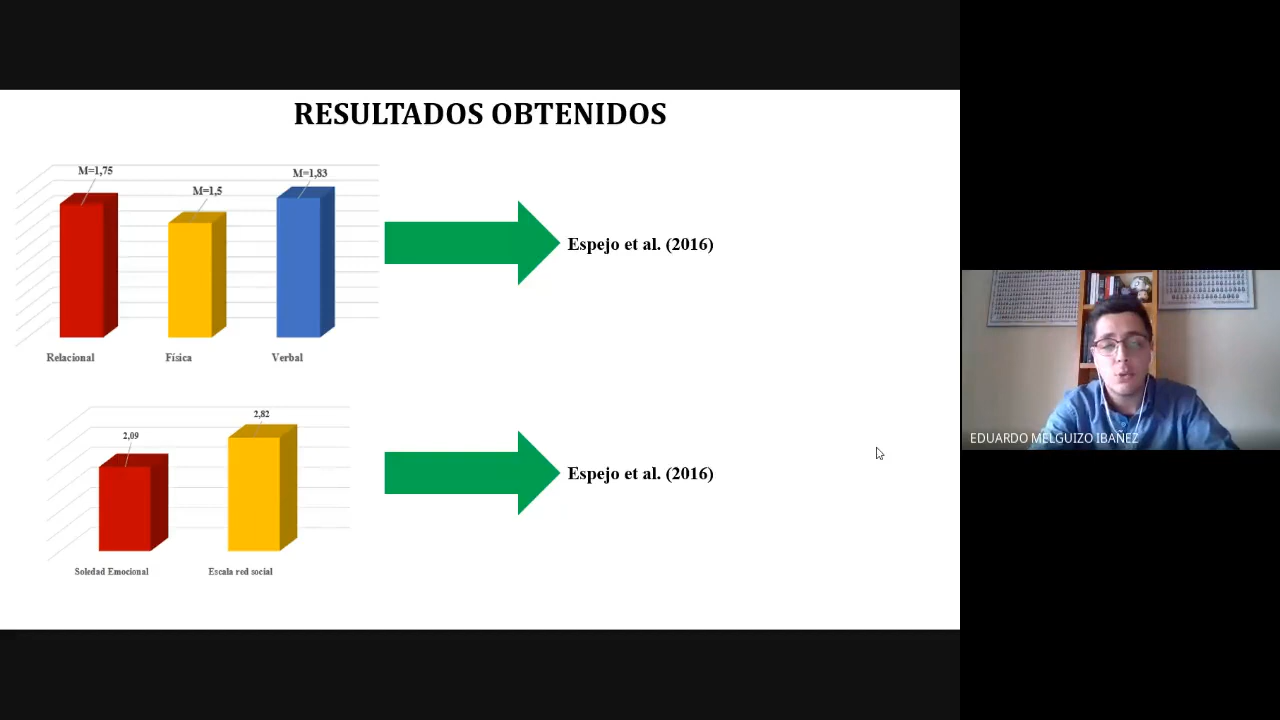 RESULTADOS OBTENIDOS
M=1,75
M=1,5
M=1,83
Relacional
Física
Verbal
Espejo et al. (2016)
2,09
2,82
Soledad Emocional
Escala red social
Espejo et al. (2016)
EDUARDO MELGUIZO IBAÑEZ